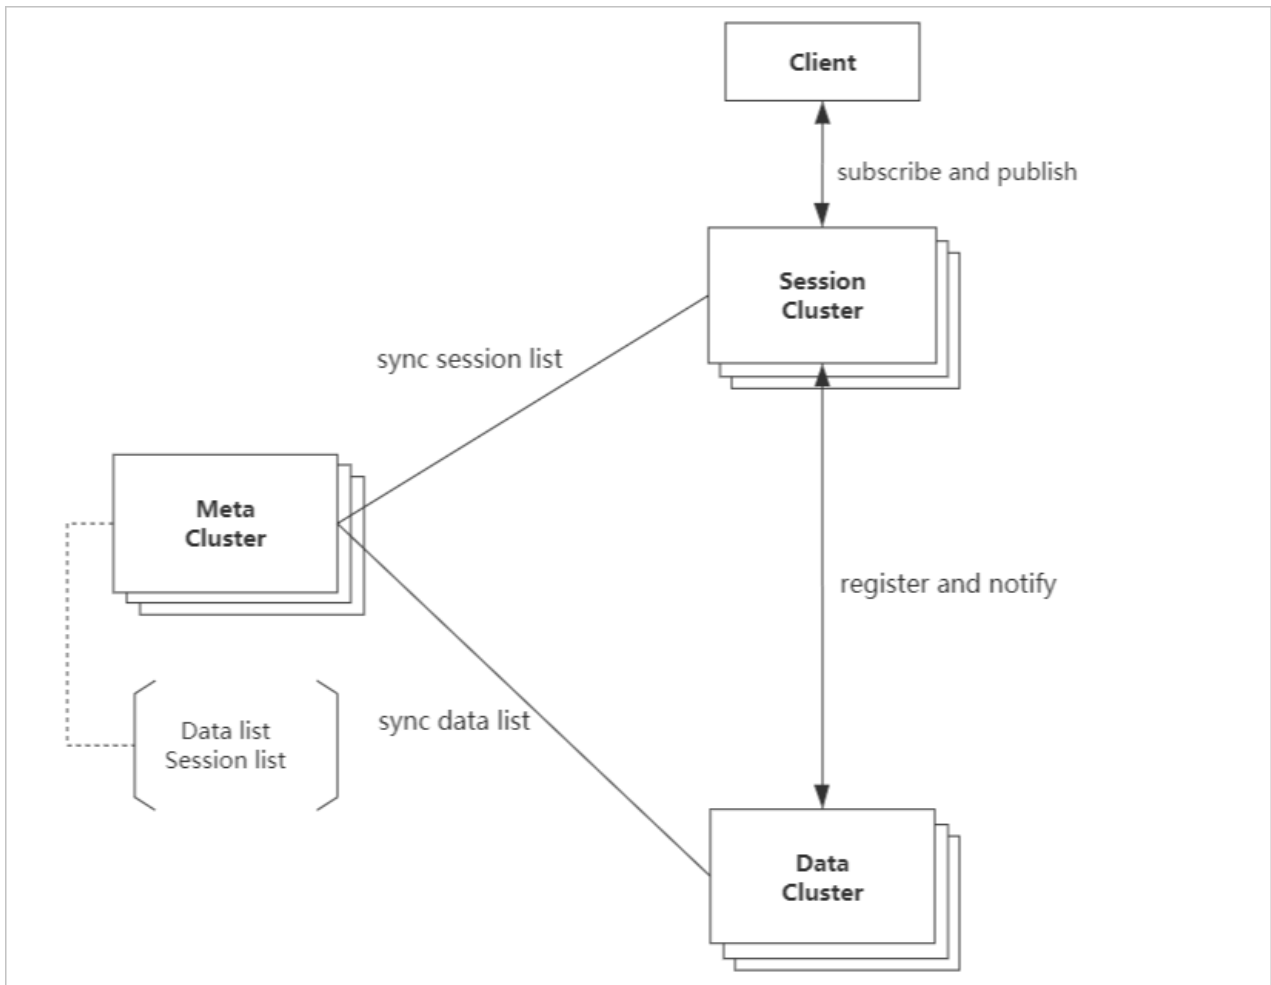 Client
subscribe and publish
Session
Cluster
sync session list
Meta
Cluster
register and notify
Data list
Session list
sync data list
Data
Cluster